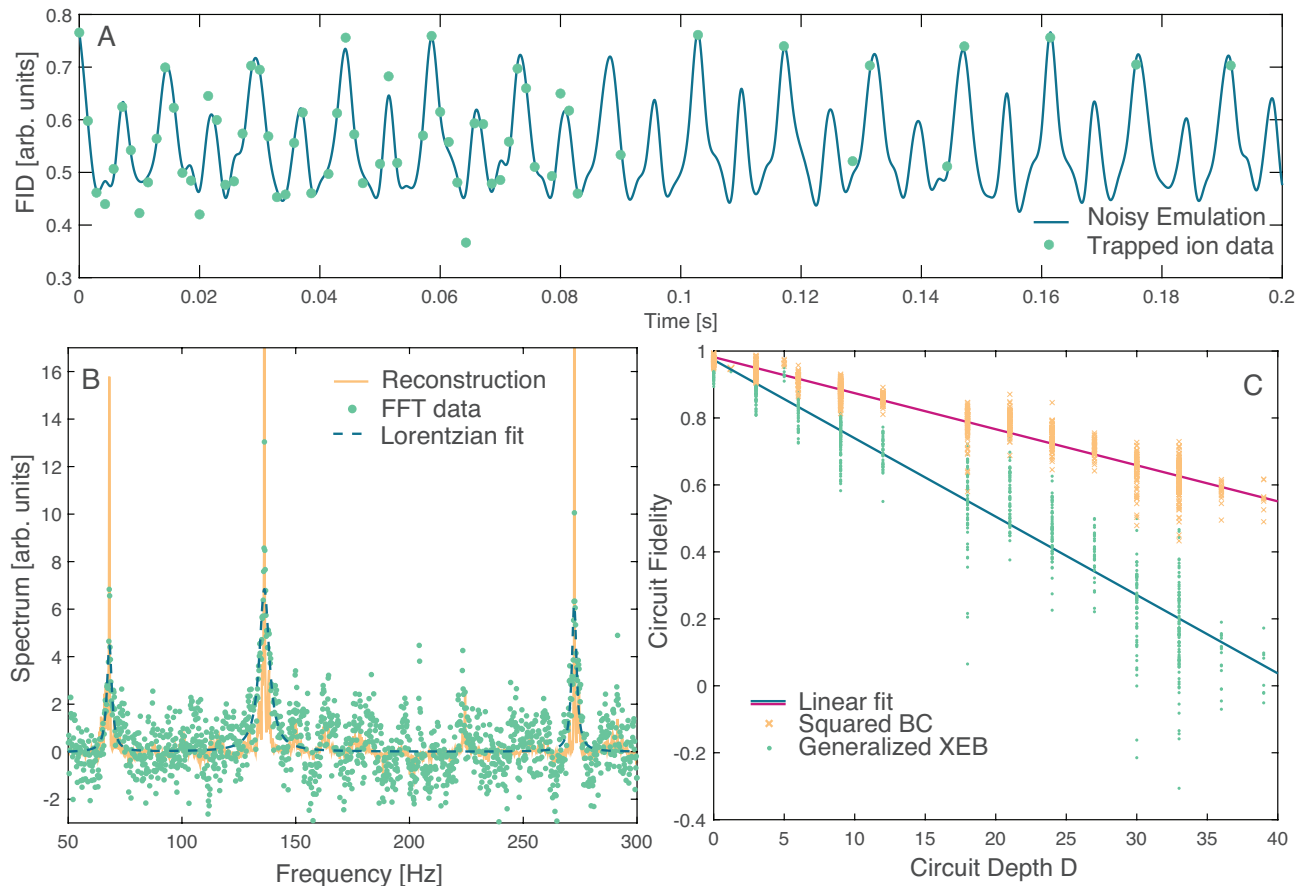 A
FID [arb. units]
0.8
0.7
0.6
0.5
0.4
0.3
Noisy Emulation
Trapped ion data
0 0.02 0.04 0.06 0.08 0.1 0.12 0.14 0.16 0.18 0.2
Time [s]
B
Spectrum [arb. units]
16
14
12
10
8
6
4
2
0
-2
Reconstruction
FFT data
Lorentzian fit
50 100 150 200 250 300
Frequency [Hz]
C
Circuit Fidelity
1
0.8
0.6
0.4
0.2
0
-0.2
-0.4
Linear fit
Squared BC
Generalized XEB
0 5 10 15 20 25 30 35 40
Circuit Depth D